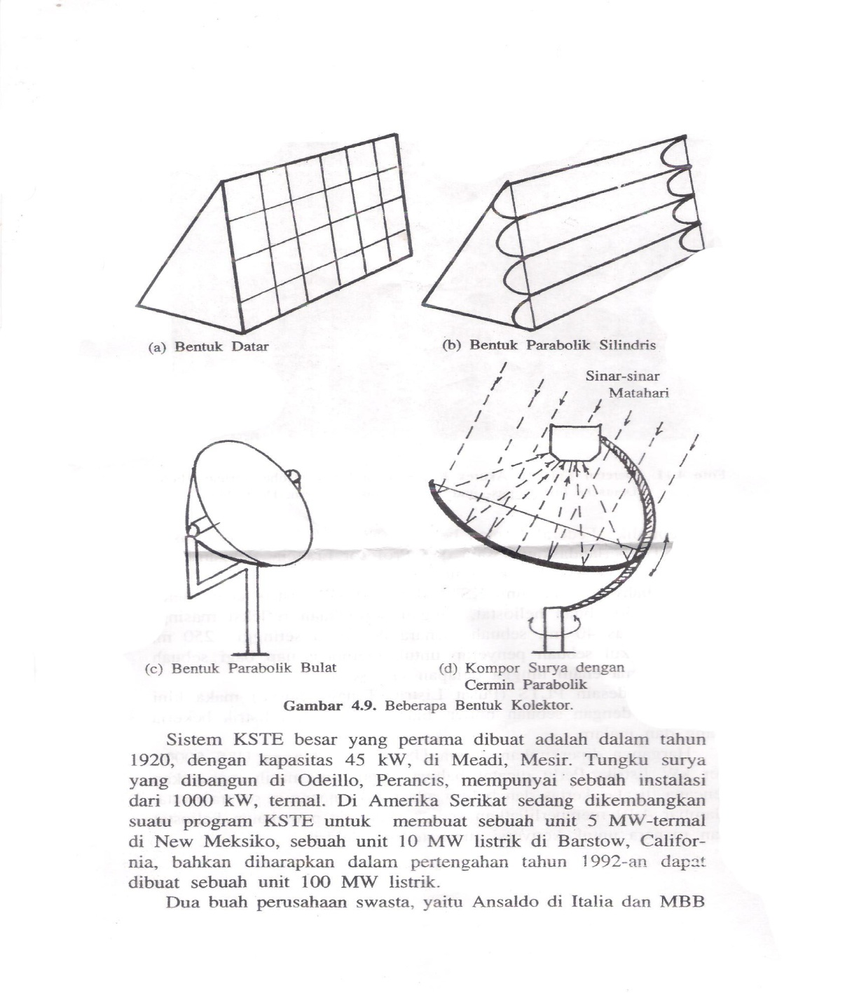 (a) Bentuk Datar
(b) Bentuk Parabolik Silindris
Sinar-sinar
Matahari
(c) Bentuk Parabolik Bulat
(d) Kompor Surya dengan
Cermin Parabolik
Gambar 4.9. Beberapa Bentuk Kolektor.
Sistem KSTE besar yang pertama dibuat adalah dalam tahun
1920, dengan kapasitas 45 kW, di Meadi, Mesir. Tungku surya
yang dibangun di Odeillo, Perancis, mempunyai sebuah instalasi
dari 1000 kW, termal. Di Amerika Serikat sedang dikembangkan
suatu program KSTE untuk membuat sebuah unit 5 MW-termal
di New Meksiko, sebuah unit 10 MW listrik di Barstow, Califor-
nia, bahkan diharapkan dalam pertengahan tahun 1992-an dapat
dibuat sebuah unit 100 MW listrik.
Dua buah perusahaan swasta, yaitu Ansaldo di Italia dan MBB